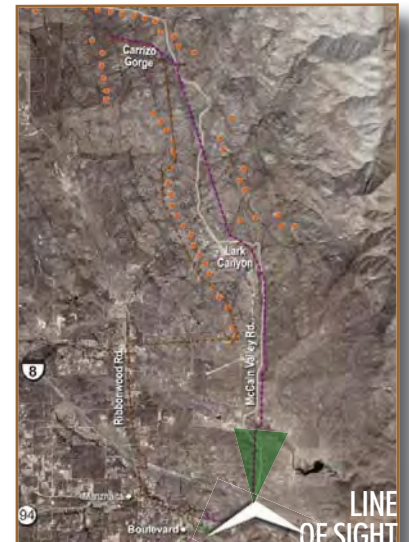 Carrizo
Gorge
Lark
Canyon
McCain Valley Rd.
Ribbonwood Rd.
8
Manzanita
94
Boulevard
LINE
OF SIGHT